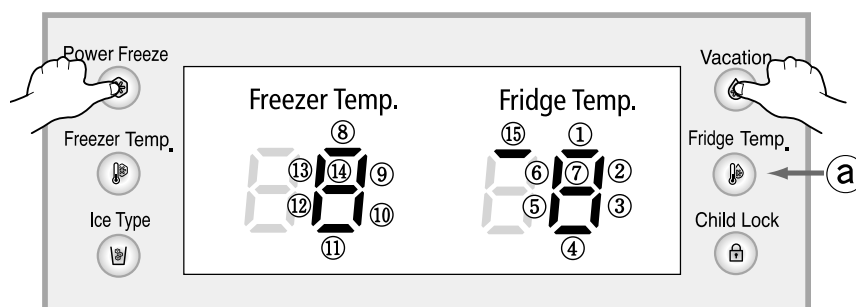 Power Freeze
Vacation
Freezer Temp.
Fridge Temp.
⑧
⑮
①
Freezer Temp.
⑬
⑭
⑨
⑥
⑦
②
Fridge Temp.
ⓐ
⑫
⑩
⑤
③
Ice Type
⑪
④
Child Lock